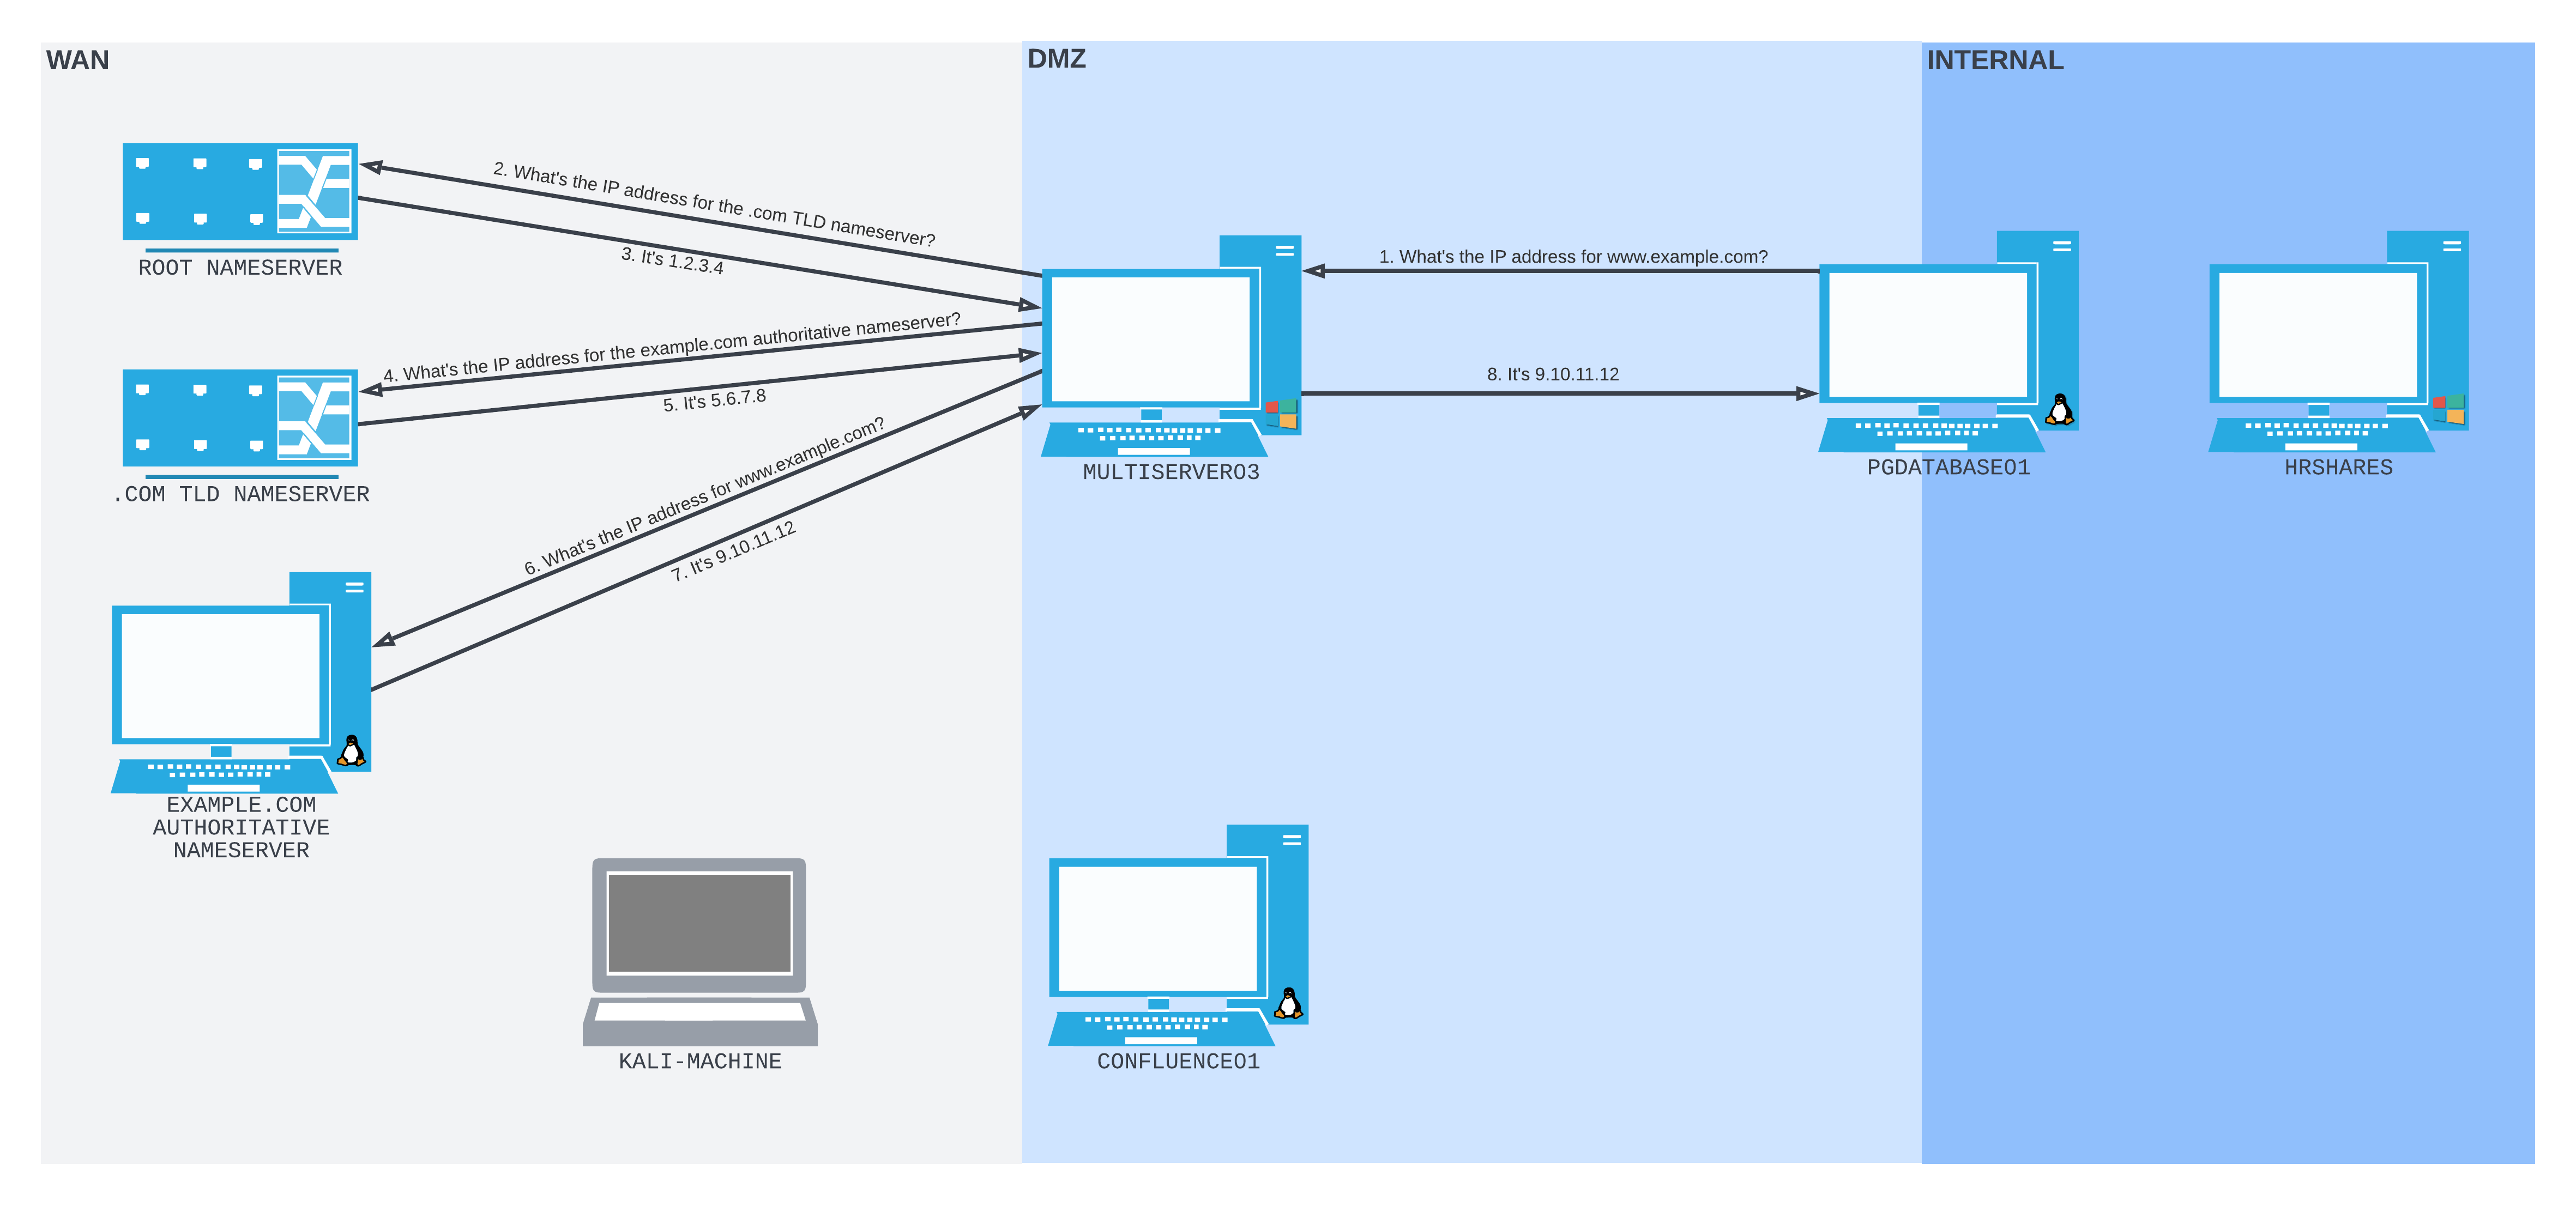 WAN
DMZ
INTERNAL
2. What's the IP address for the .com TLD nameserver?
3. It's 1.2.3.4
ROOT NAMESERVER
1. What's the IP address for www.example.com?
4. What's the IP address for the example.com authoritative nameserver?
5. It's 5.6.7.8
8. It's 9.10.11.12
.COM TLD NAMESERVER
MULTISERVER03
PGDATABASE01
HRSHARES
6. What's the IP address for www.example.com?
7. It's 9.10.11.12
EXAMPLE.COM
AUTHORITATIVE
NAMESERVER
KALI-MACHINE
CONFLUENCE01